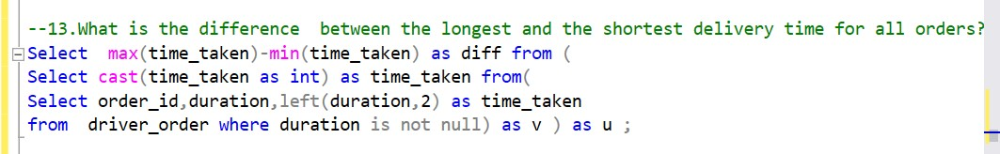 --13.What is the difference  between the longest and the shortest delivery time for all orders?
Select  max(time_taken)-min(time_taken) as diff from (
Select cast(time_taken as int) as time_taken from(
Select order_id,duration,left(duration,2) as time_taken
from  driver_order where duration is not null) as v ) as u ;